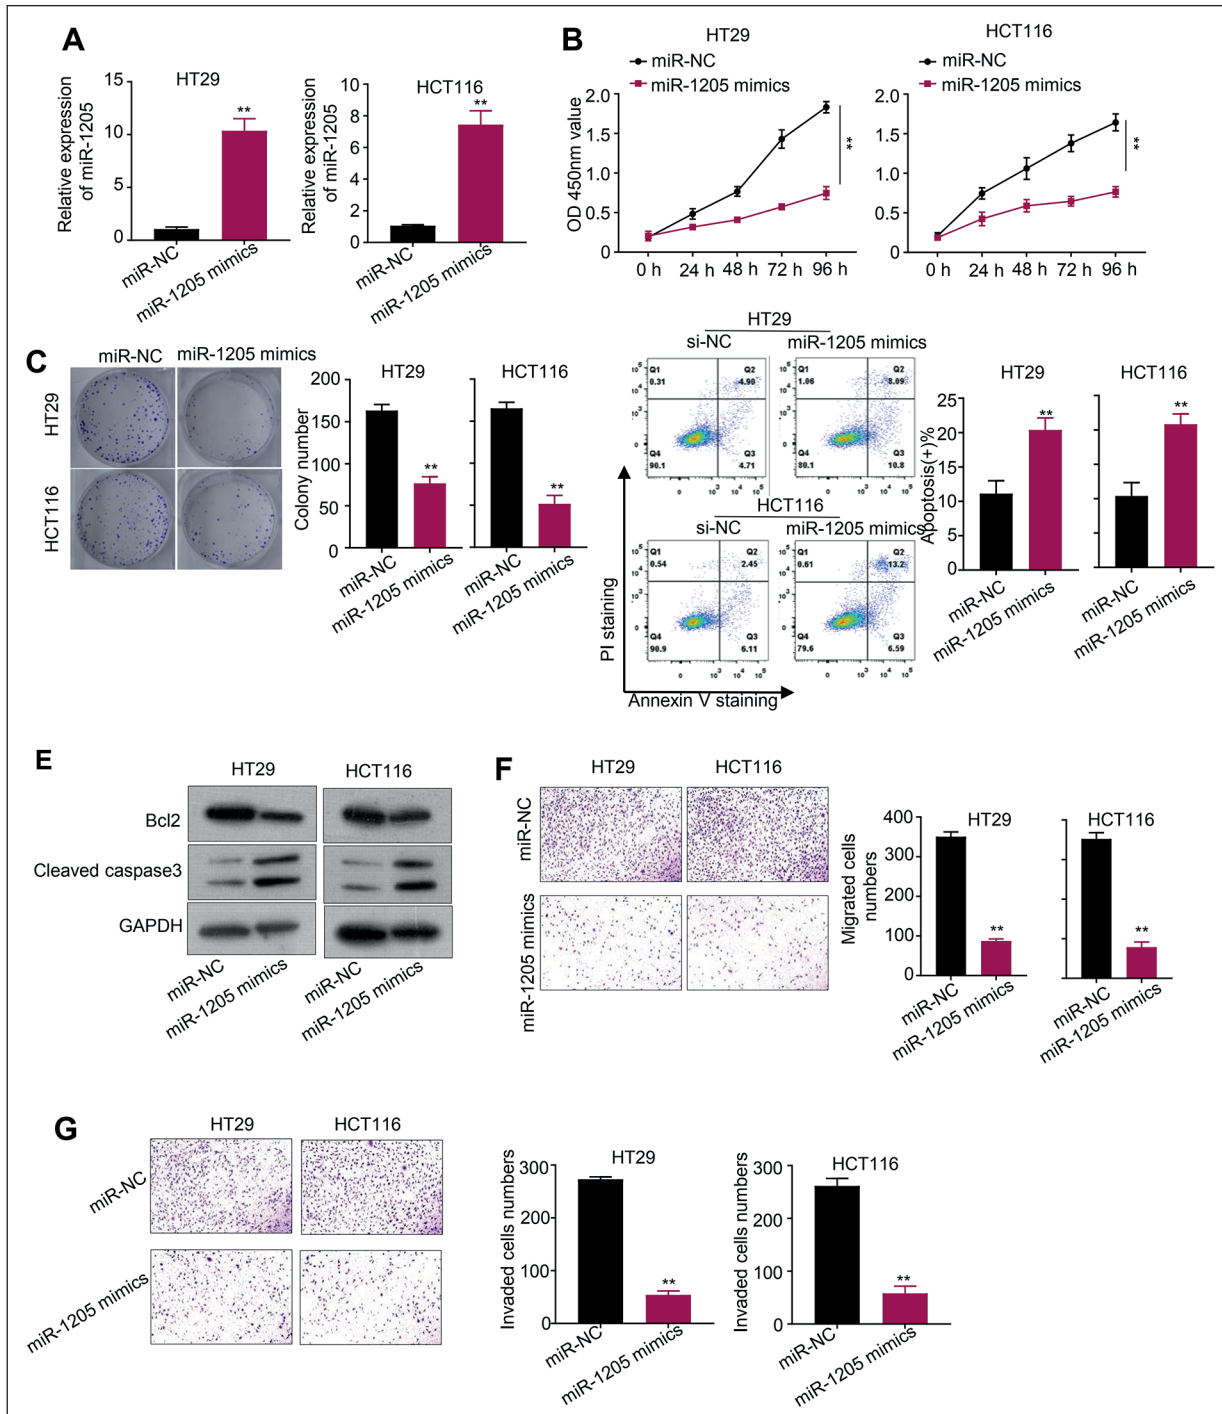 A
HT29
Relative expression
of miR-1205
15
10
5
0
**
miR-NC
miR-1205 mimics
HCT116
Relative expression
of miR-1205
10
8
6
4
2
0
**
miR-NC
miR-1205 mimics
B
HT29
miR-NC
miR-1205 mimics
OD 450nm value
2.0
1.5
1.0
0.5
0
**
0 h 24 h 48 h 72 h 96 h
HCT116
miR-NC
miR-1205 mimics
2.0
1.5
1.0
0.5
0
**
0 h 24 h 48 h 72 h 96 h
C
miR-NC miR-1205 mimics
HT29
HCT116
Colony number
200
150
100
50
0
HT29
**
miR-NC
miR-1205 mimics
HCT116
**
miR-NC
miR-1205 mimics
HT29
si-NC miR-1205 mimics
Q1
0.31
Q2
4.90
Q4
90.1
Q3
4.71
Q1
1.06
Q2
8.09
Q4
80.1
Q3
10.8
HCT116
si-NC miR-1205 mimics
Q1
0.54
Q2
2.45
Q4
90.9
Q3
6.11
Q1
0.61
Q2
13.2
Q4
79.6
Q3
6.59
PI staining
Annexin V staining
Apoptosis(+)%
25
20
15
10
5
0
HT29
**
miR-NC
miR-1205 mimics
HCT116
**
miR-NC
miR-1205 mimics
E
HT29 HCT116
Bcl2
Cleaved caspase3
GAPDH
miR-NC
miR-1205 mimics
miR-NC
miR-1205 mimics
F
HT29 HCT116
miR-NC
miR-1205 mimics
Migrated cells
numbers
400
300
200
100
0
HT29
**
miR-NC
miR-1205 mimics
HCT116
**
miR-NC
miR-1205 mimics
G
HT29 HCT116
miR-NC
miR-1205 mimics
Invaded cells numbers
300
200
100
0
HT29
**
miR-NC
miR-1205 mimics
Invaded cells numbers
300
200
100
0
HCT116
**
miR-NC
miR-1205 mimics